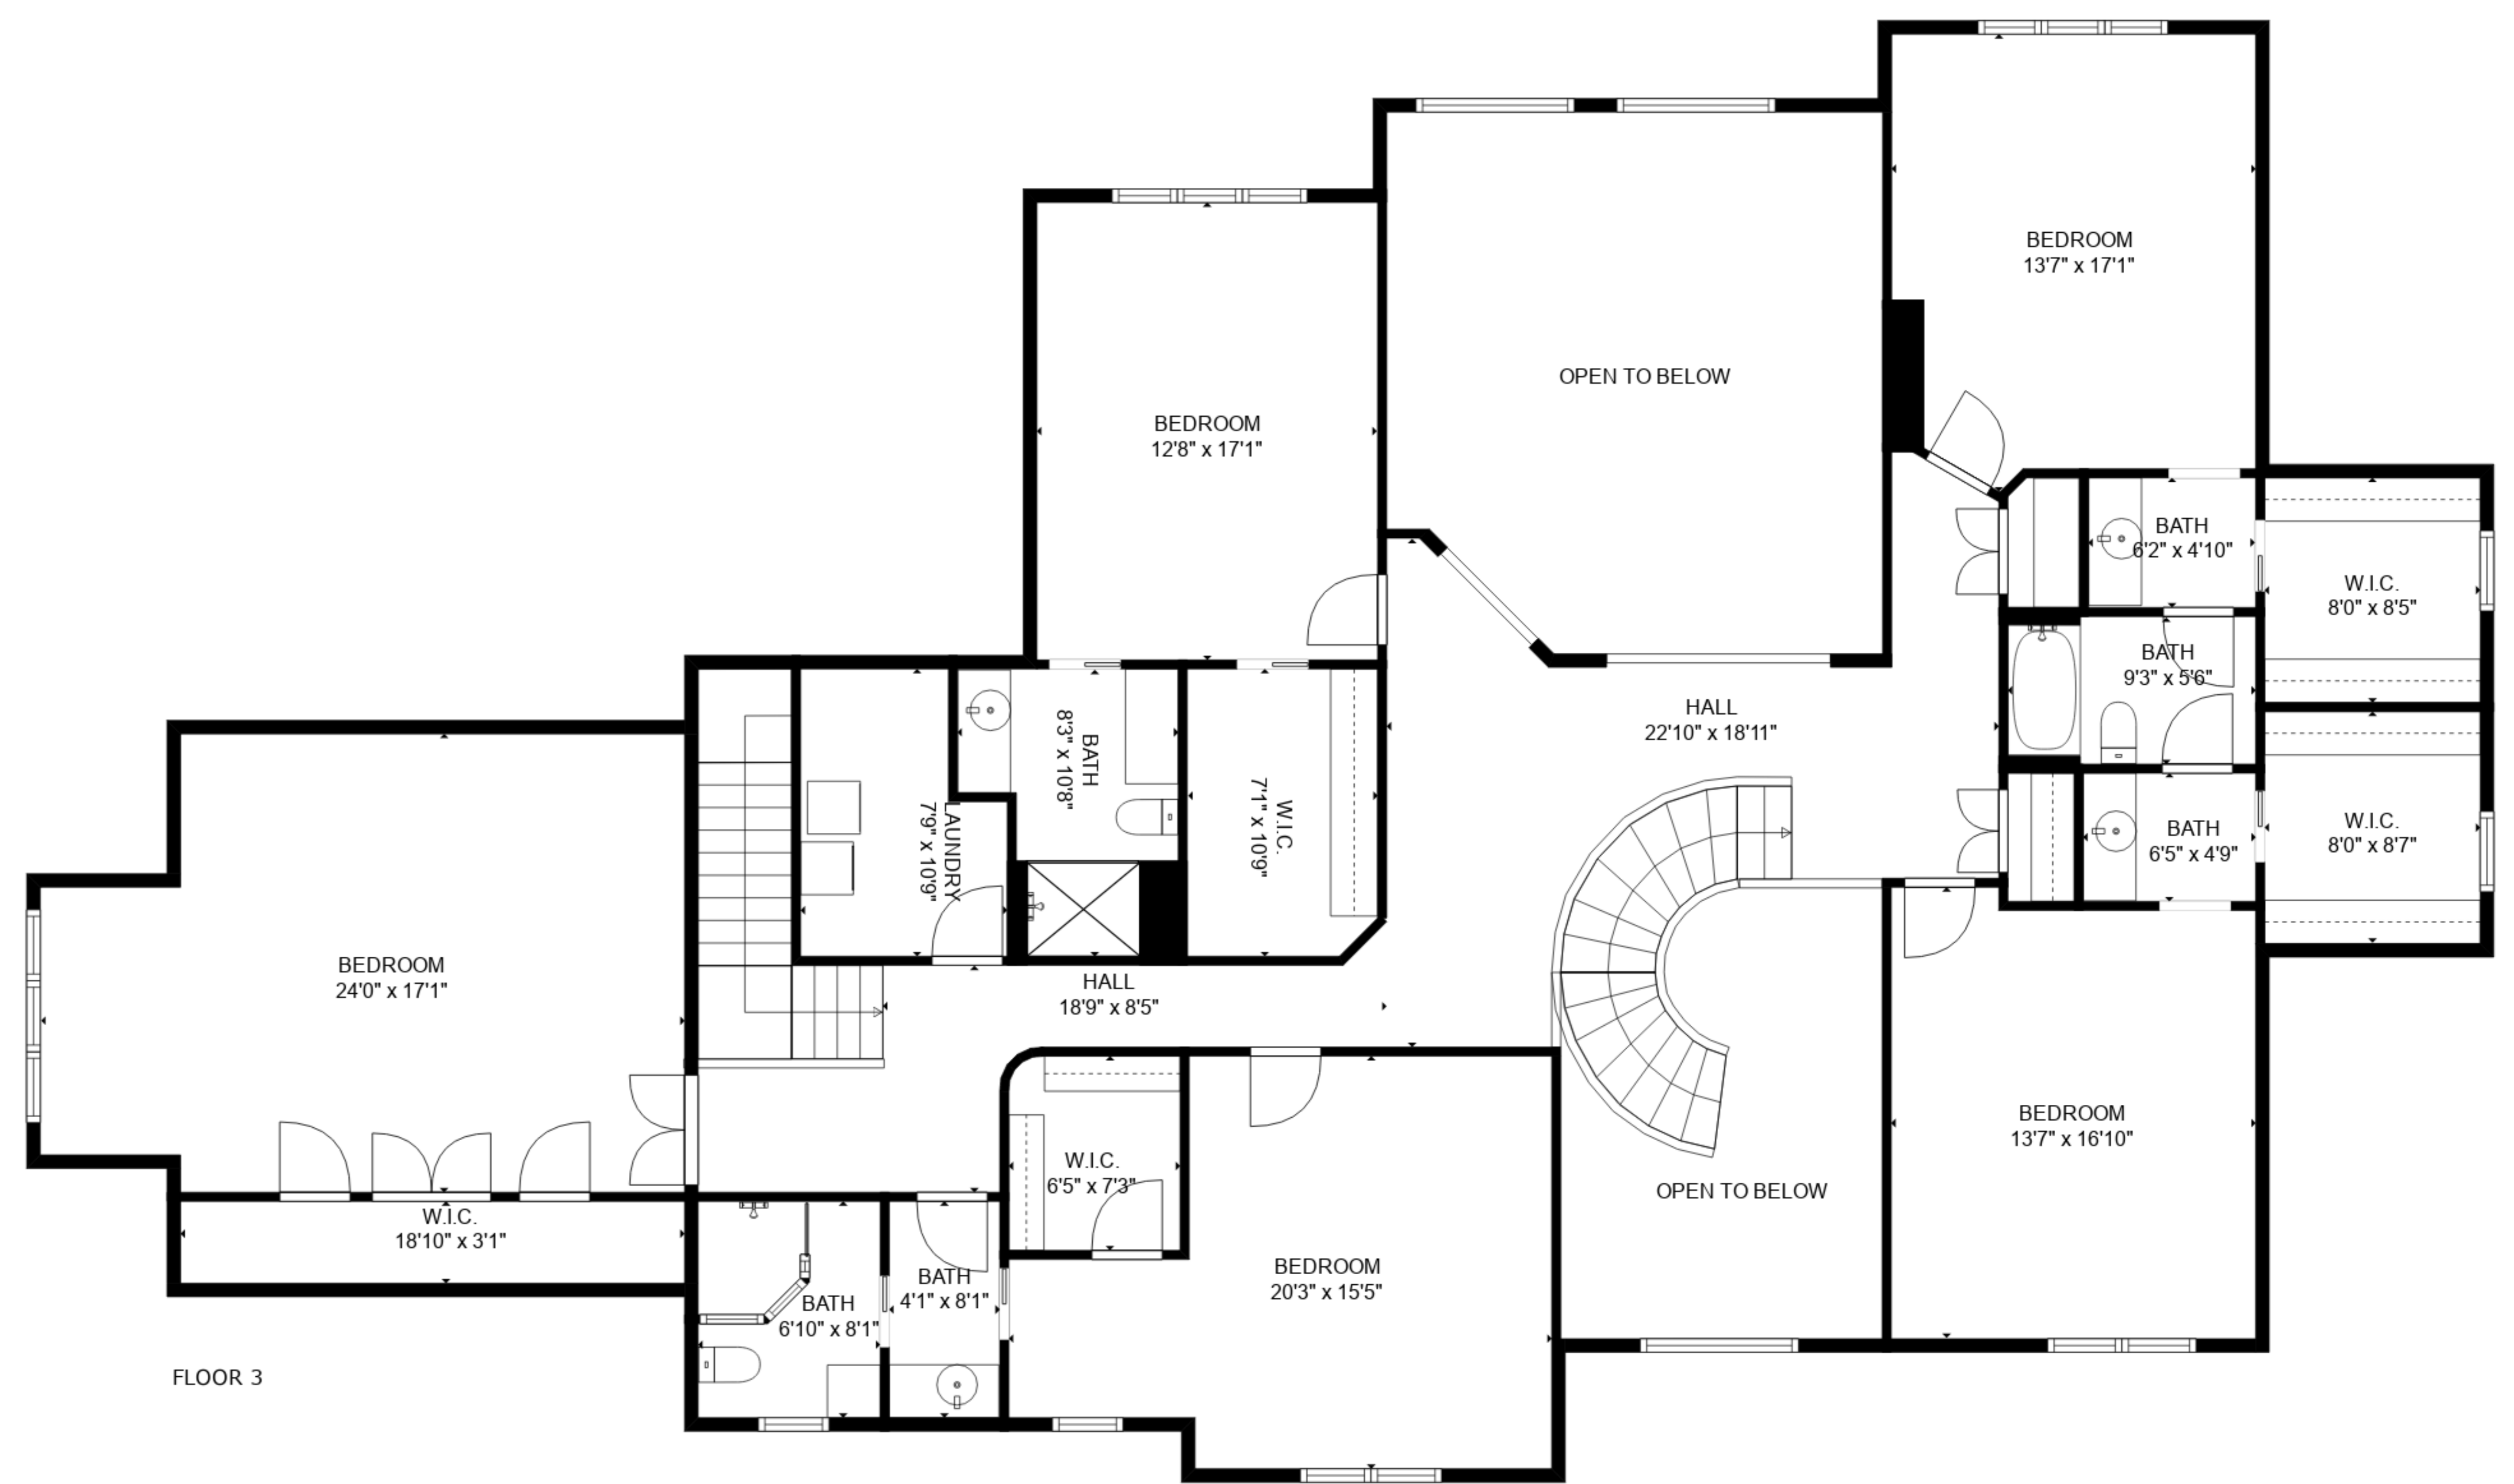 BEDROOM
13'7" x 17'1"
OPEN TO BELOW
BEDROOM
12'8" x 17'1"
BATH
6'2" x 4'10"
W.I.C.
8'0" x 8'5"
BATH
9'3" x 5'6"
HALL
22'10" x 18'11"
BATH
8'3" x 10'8"
W.I.C.
7'1" x 10'9"
LAUNDRY
7'9" x 10'9"
BATH
6'5" x 4'9"
W.I.C.
8'0" x 8'7"
BEDROOM
24'0" x 17'1"
HALL
18'9" x 8'5"
BEDROOM
13'7" x 16'10"
W.I.C.
6'5" x 7'3"
OPEN TO BELOW
W.I.C.
18'10" x 3'1"
BEDROOM
20'3" x 15'5"
BATH
4'1" x 8'1"
BATH
6'10" x 8'1"
FLOOR 3